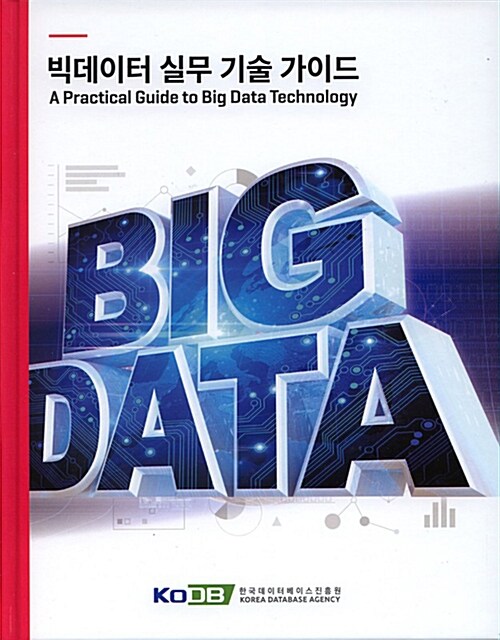 빅데이터 실무 기술 가이드
A Practical Guide to Big Data Technology
BIG
DATA
KODB 한국데이터베이스진흥원
KOREA DATABASE AGENCY